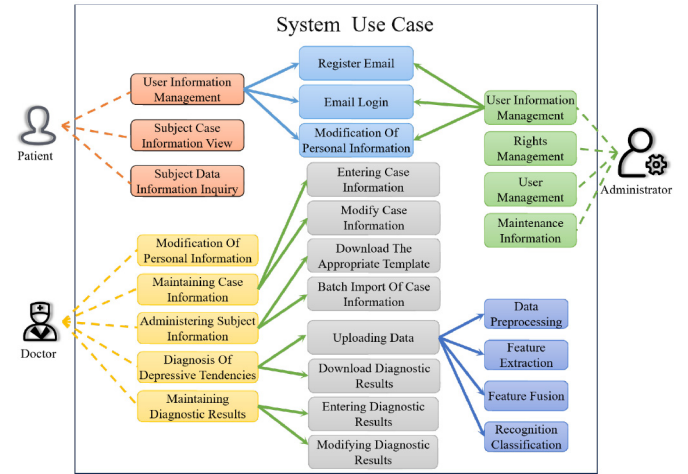 System Use Case
Patient
User Information
Management
Subject Case
Information View
Subject Data
Information Inquiry
Register Email
Email Login
Modification Of
Personal Information
User Information
Management
Rights
Management
User
Management
Maintenance
Information
Administrator
Doctor
Modification Of
Personal Information
Maintaining Case
Information
Administering Subject
Information
Diagnosis Of
Depressive Tendencies
Maintaining
Diagnostic Results
Entering Case
Information
Modify Case
Information
Download The
Appropriate Template
Batch Import Of Case
Information
Uploading Data
Download Diagnostic
Results
Entering Diagnostic
Results
Modifying Diagnostic
Results
Data
Preprocessing
Feature
Extraction
Feature Fusion
Recognition
Classification